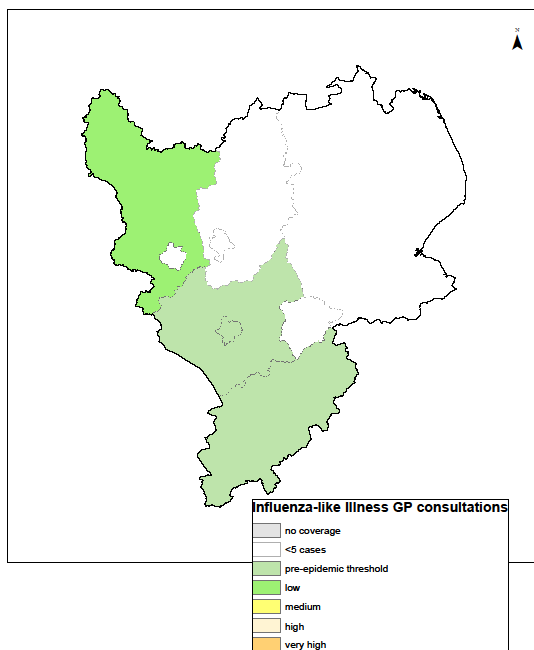 Influenza-like Illness GP consultations
no coverage
<5 cases
pre-epidemic threshold
low
medium
high
very high